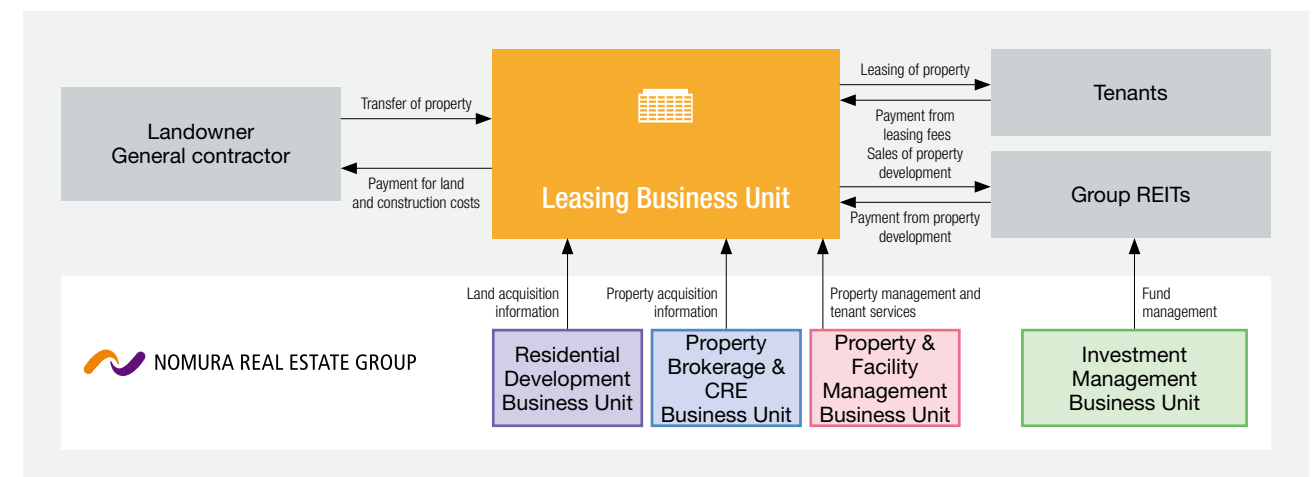 Landowner
General contractor
Transfer of property
Payment for land
and construction costs
Leasing Business Unit
Leasing of property
Payment from
leasing fees
Sales of property
development
Payment from property
development
Tenants
Group REITs
Land acquisition
information
Property acquisition
information
Property management and
tenant services
Fund
management
NOMURA REAL ESTATE GROUP
Residential
Development
Business Unit
Property
Brokerage &
CRE
Business Unit
Property &
Facility
Management
Business Unit
Investment
Management
Business Unit